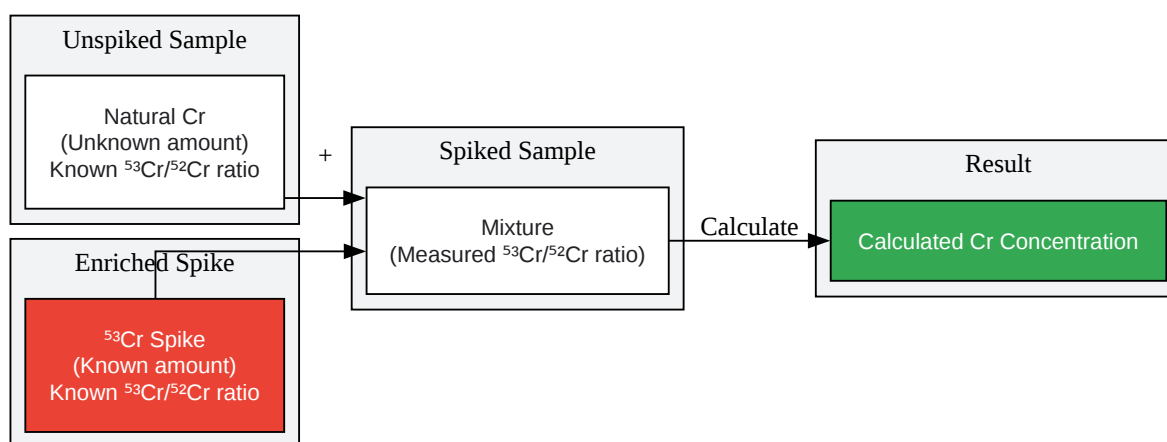 Unspiked Sample
Natural Cr
(Unknown amount)
Known ⁵³Cr/⁵²Cr ratio
+
Enriched Spike
⁵³Cr Spike
(Known amount)
Known ⁵³Cr/⁵²Cr ratio
Spiked Sample
Mixture
(Measured ⁵³Cr/⁵²Cr ratio)
Calculate
Result
Calculated Cr Concentration